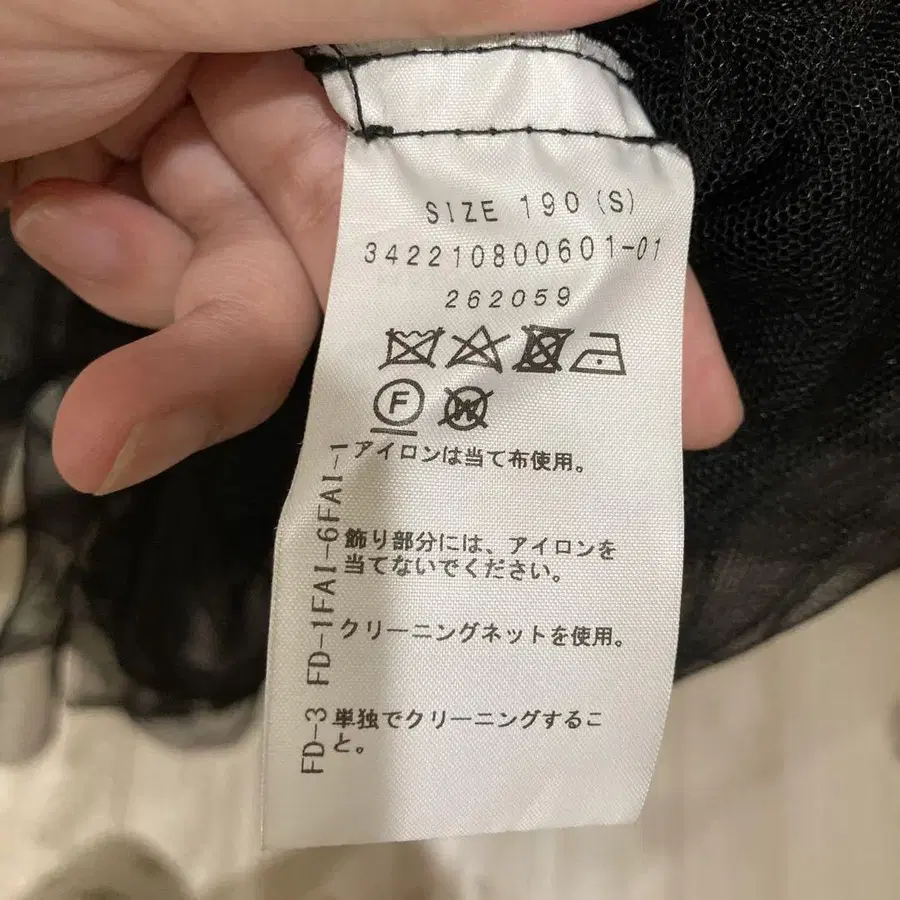 SIZE 190 (S)
342210800601-01
262059
F W
アイロンは当て布使用。
飾り部分には、アイロンを
当てないでください。
クリーニングネットを使用。
単独でクリーニングするこ
と。
FD-3 FD-1FAI-6FAI-1